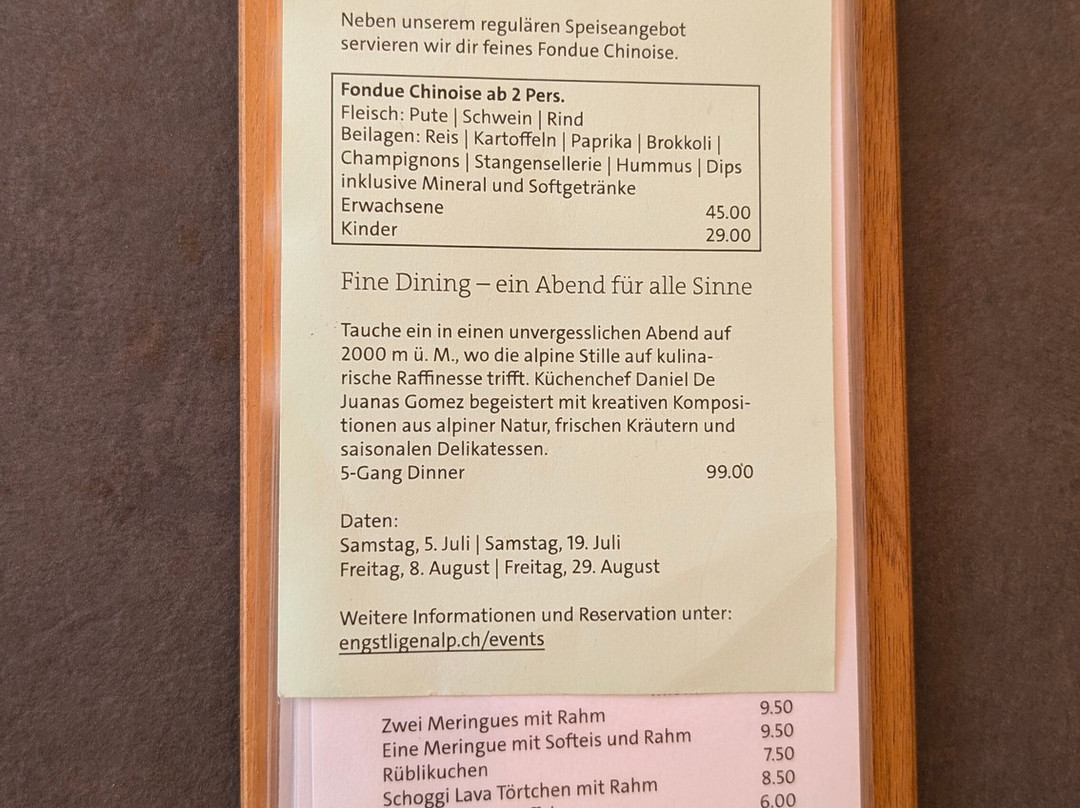 Neben unserem regulären Speiseangebot
servieren wir dir feines Fondue Chinoise.
Fondue Chinoise ab 2 Pers.
Fleisch: Pute | Schwein | Rind
Beilagen: Reis | Kartoffeln | Paprika | Brokkoli |
Champignons | Stangensellerie | Hummus | Dips
inklusive Mineral und Softgetränke
Erwachsene 45.00
Kinder 29.00
Fine Dining – ein Abend für alle Sinne
Tauche ein in einen unvergesslichen Abend auf
2000 m ü. M., wo die alpine Stille auf kulina-
rische Raffinesse trifft. Küchenchef Daniel De
Juanas Gomez begeistert mit kreativen Komposi-
tionen aus alpiner Natur, frischen Kräutern und
saisonalen Delikatessen.
5-Gang Dinner 99.00
Daten:
Samstag, 5. Juli | Samstag, 19. Juli
Freitag, 8. August | Freitag, 29. August
Weitere Informationen und Reservation unter:
engstligenalp.ch/events
Zwei Meringues mit Rahm 9.50
Eine Meringue mit Softeis und Rahm 9.50
Rüblikuchen 7.50
Schoggi Lava Törtchen mit Rahm 8.50
6.00